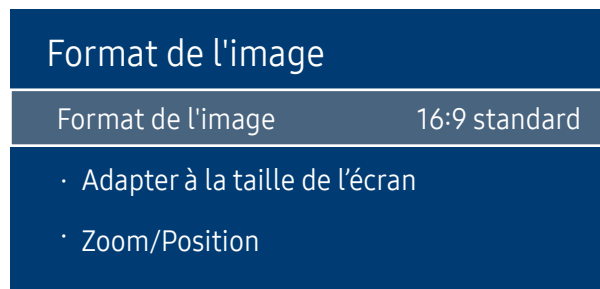 Format de l'image
Format de l'image 16:9 standard
· Adapter à la taille de l’écran
· Zoom/Position